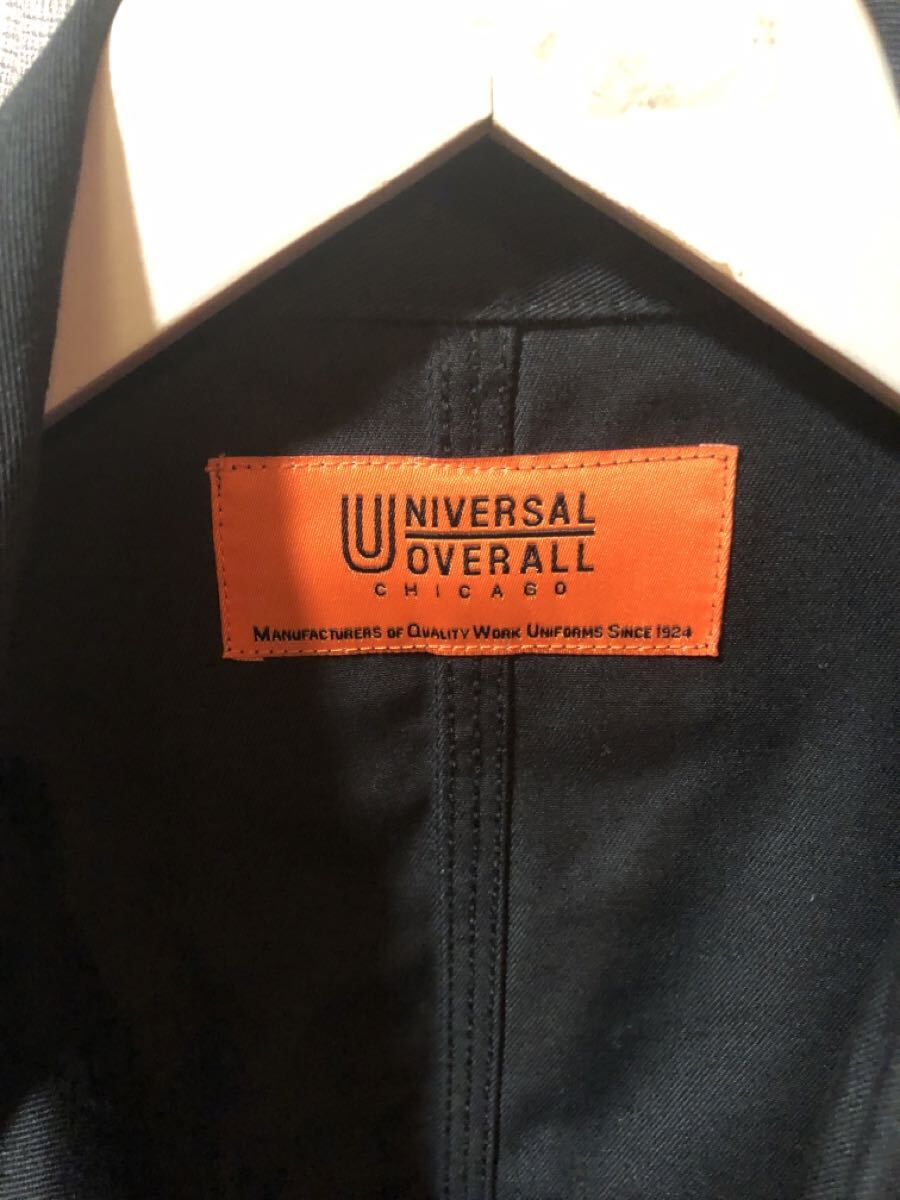 UNIVERSAL
OVERALL
CHICAGO
MANUFACTURERS OF QUALITY WORK UNIFORMS SINCE 1924